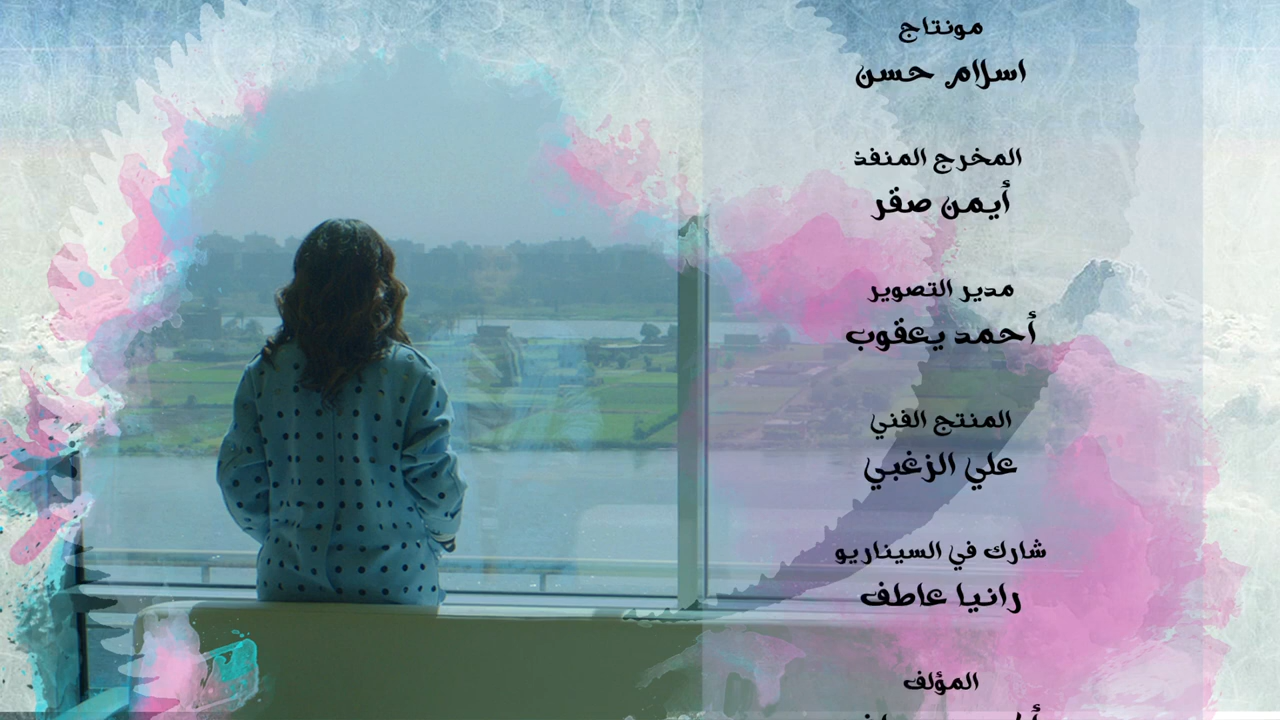 مونتاج
اسلام حسن
المخرج المنفذ
أيمن صقر
مدير التصوير
أحمد يعقوب
المنتج الفني
علي الزغبي
شارك في السيناريو
رانيا عاطف
المؤلف